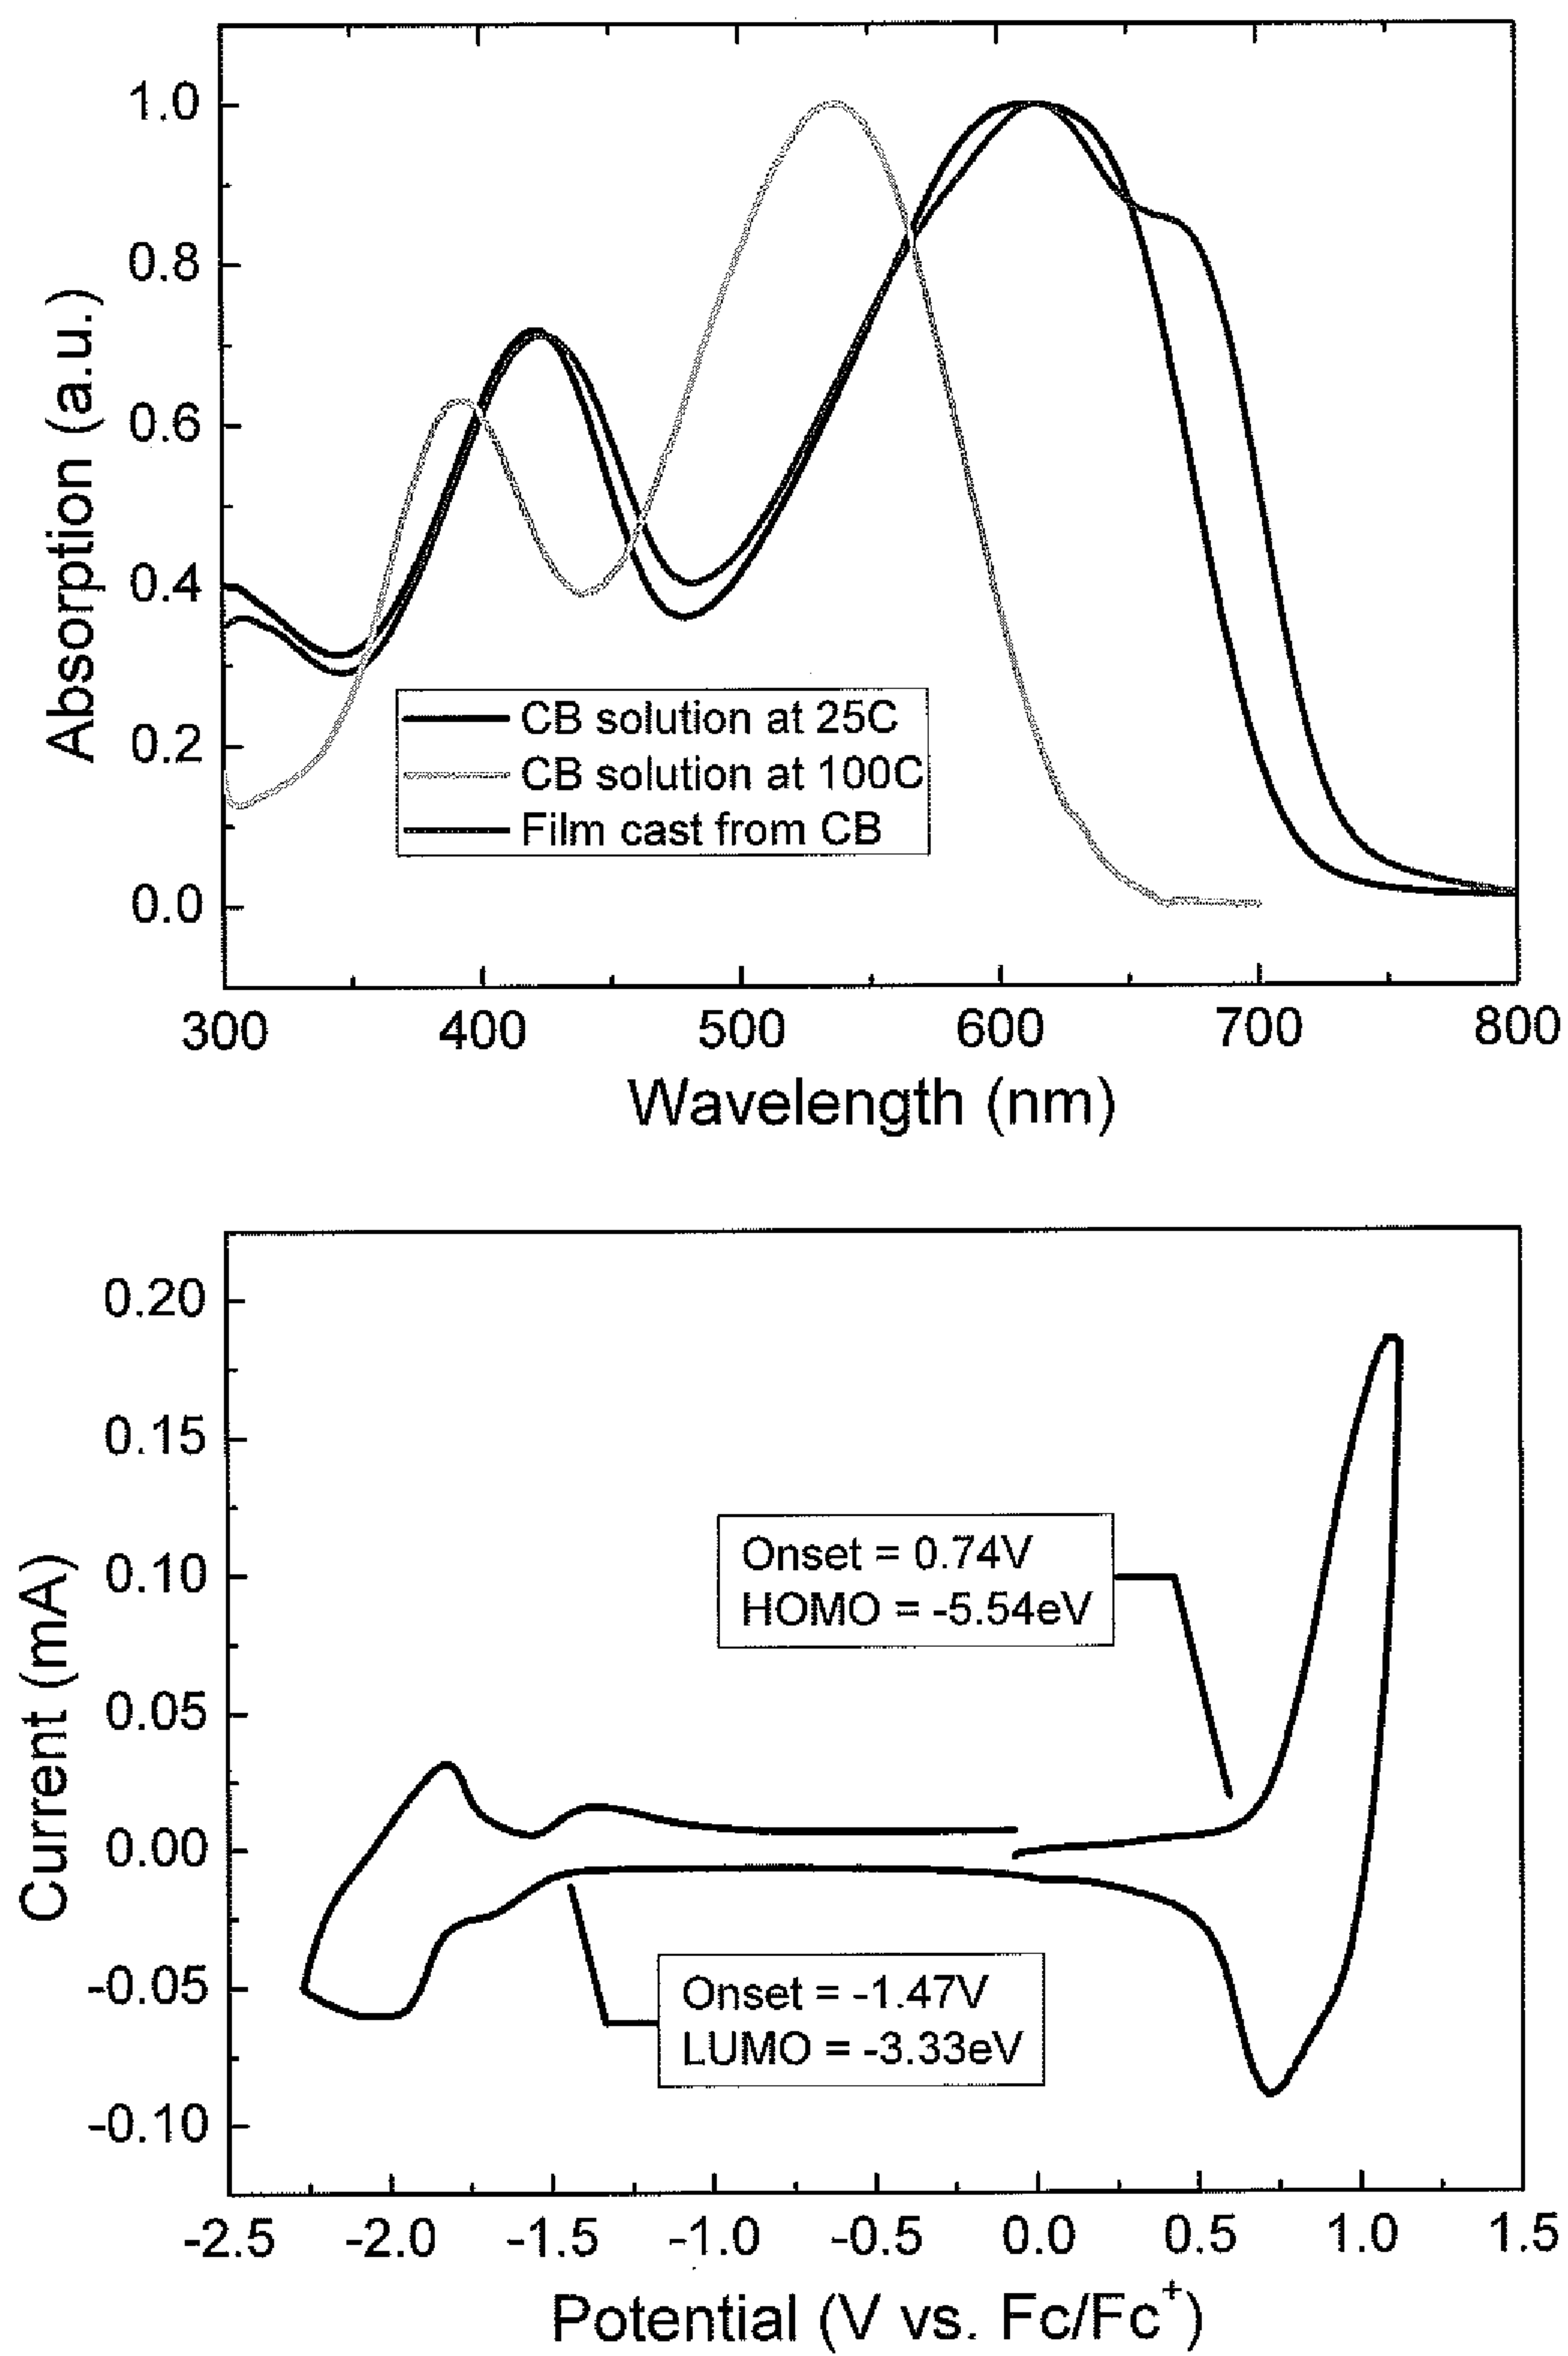 1.0
0.8
0.6
0.4
0.2
0.0
Absorption (a.u.)
CB solution at 25C
CB solution at 100C
Film cast from CB
300 400 500 600 700 800
Wavelength (nm)
0.20
0.15
0.10
0.05
0.00
-0.05
-0.10
Current (mA)
Onset = 0.74V
HOMO = -5.54eV
Onset = -1.47V
LUMO = -3.33eV
-2.5 -2.0 -1.5 -1.0 -0.5 0.0 0.5 1.0 1.5
Potential (V vs. Fc/Fc⁺)